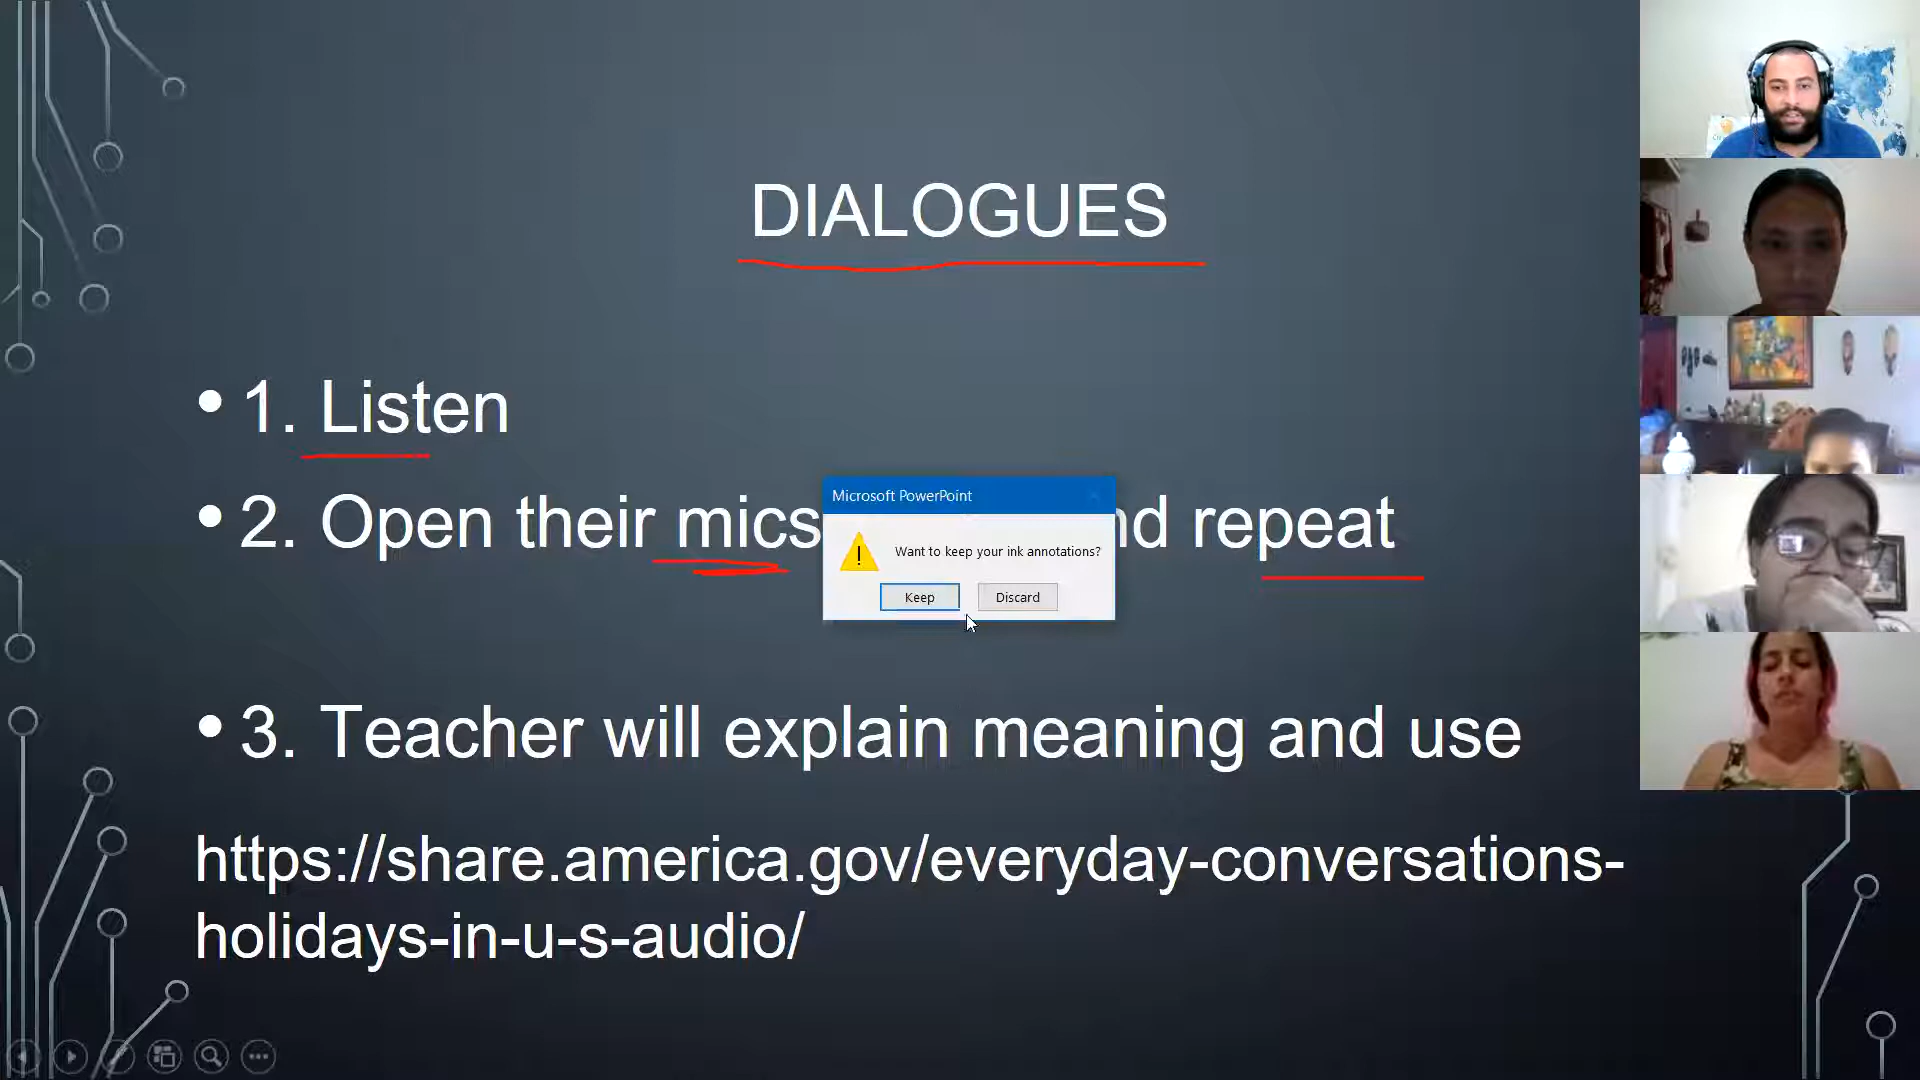 DIALOGUES
• 1. Listen
• 2. Open their mics nd repeat
Microsoft PowerPoint
Want to keep your ink annotations?
Keep Discard
• 3. Teacher will explain meaning and use
https://share.america.gov/everyday-conversations-
holidays-in-u-s-audio/